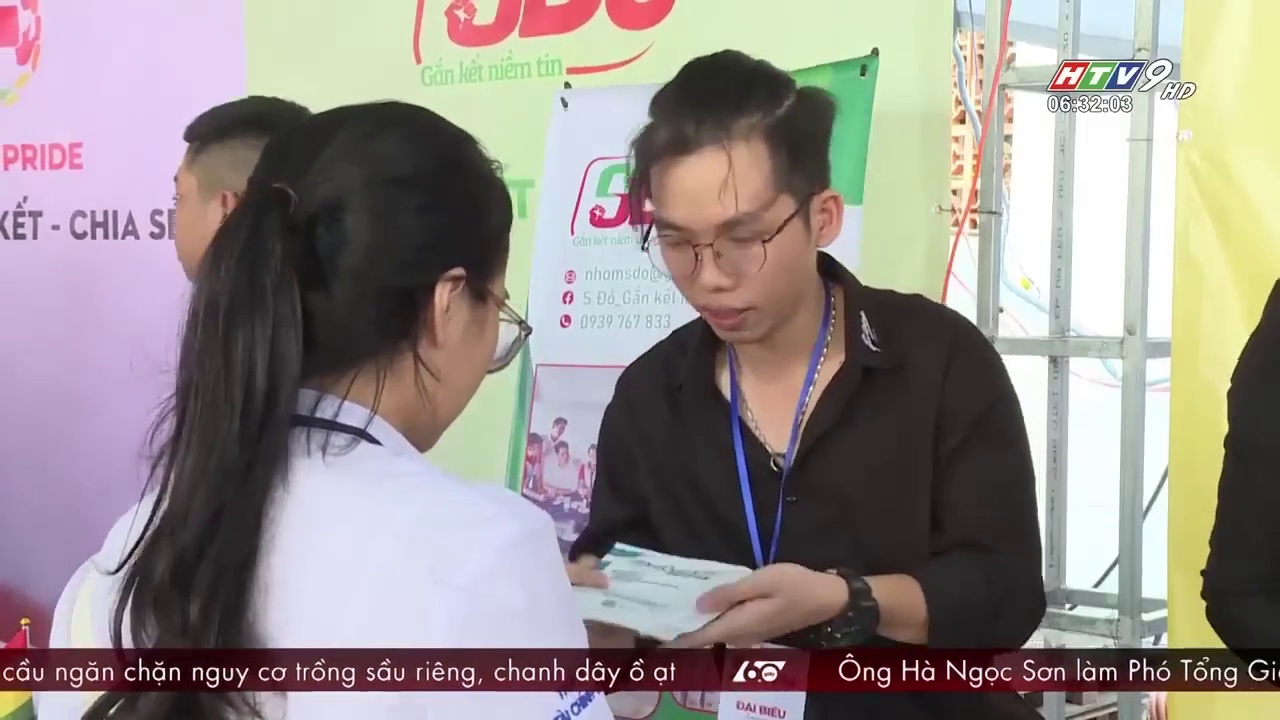 Gắn kết niềm tin
HTV9 HD
06:32:03
PRIDE
KẾT - CHIA SẺ
Gắn kết niềm
nhomsdo@g
5 Đỏ_Gắn kết
0939 767 833
cầu ngăn chặn nguy cơ trồng sầu riêng, chanh dây ồ ạt
60
Ông Hà Ngọc Sơn làm Phó Tổng Giá
ĐẠI BIỂU